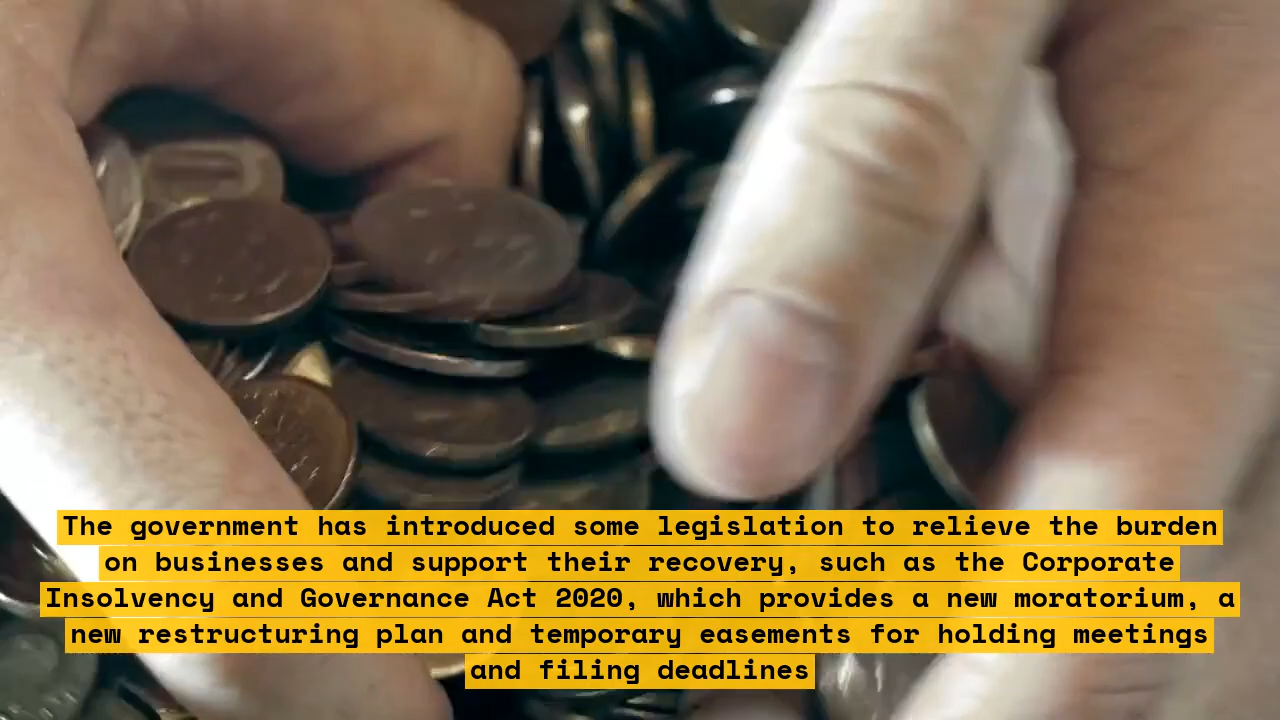 The government has introduced some legislation to relieve the burden
on businesses and support their recovery, such as the Corporate
Insolvency and Governance Act 2020, which provides a new moratorium, a
new restructuring plan and temporary easements for holding meetings
and filing deadlines